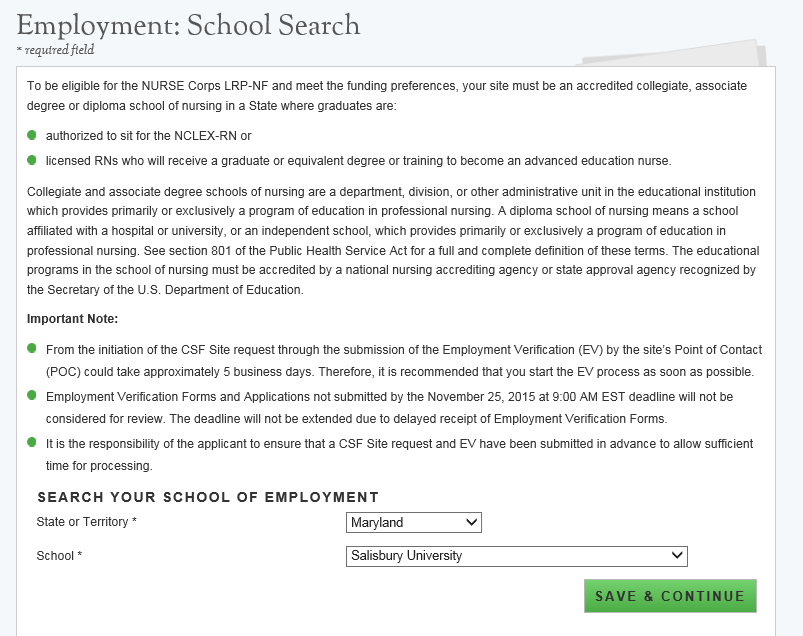 Employment: School Search
* required field
To be eligible for the NURSE Corps LRP-NF and meet the funding preferences, your site must be an accredited collegiate, associate
degree or diploma school of nursing in a State where graduates are:
authorized to sit for the NCLEX-RN or
licensed RNs who will receive a graduate or equivalent degree or training to become an advanced education nurse.
Collegiate and associate degree schools of nursing are a department, division, or other administrative unit in the educational institution
which provides primarily or exclusively a program of education in professional nursing. A diploma school of nursing means a school
affiliated with a hospital or university, or an independent school, which provides primarily or exclusively a program of education in
professional nursing. See section 801 of the Public Health Service Act for a full and complete definition of these terms. The educational
programs in the school of nursing must be accredited by a national nursing accrediting agency or state approval agency recognized by
the Secretary of the U.S. Department of Education.
Important Note:
From the initiation of the CSF Site request through the submission of the Employment Verification (EV) by the site's Point of Contact
(POC) could take approximately 5 business days. Therefore, it is recommended that you start the EV process as soon as possible.
Employment Verification Forms and Applications not submitted by the November 25, 2015 at 9:00 AM EST deadline will not be
considered for review. The deadline will not be extended due to delayed receipt of Employment Verification Forms.
It is the responsibility of the applicant to ensure that a CSF Site request and EV have been submitted in advance to allow sufficient
time for processing.
SEARCH YOUR SCHOOL OF EMPLOYMENT
State or Territory * Maryland
School * Salisbury University
SAVE & CONTINUE